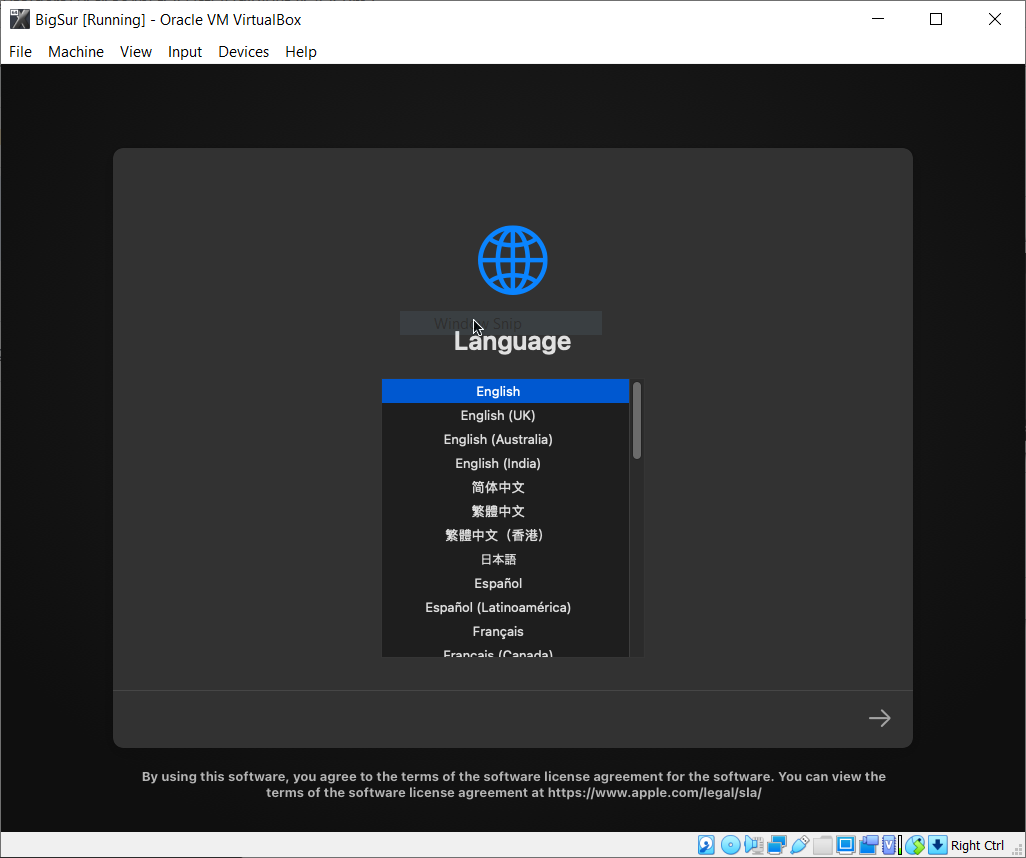 BigSur [Running] - Oracle VM VirtualBox
File Machine View Input Devices Help
Window Snip
Language
English
English (UK)
English (Australia)
English (India)
简体中文
繁體中文
繁體中文（香港）
日本語
Español
Español (Latinoamérica)
Français
Français (Canada)
By using this software, you agree to the terms of the software license agreement for the software. You can view the
terms of the software license agreement at https://www.apple.com/legal/sla/
Right Ctrl